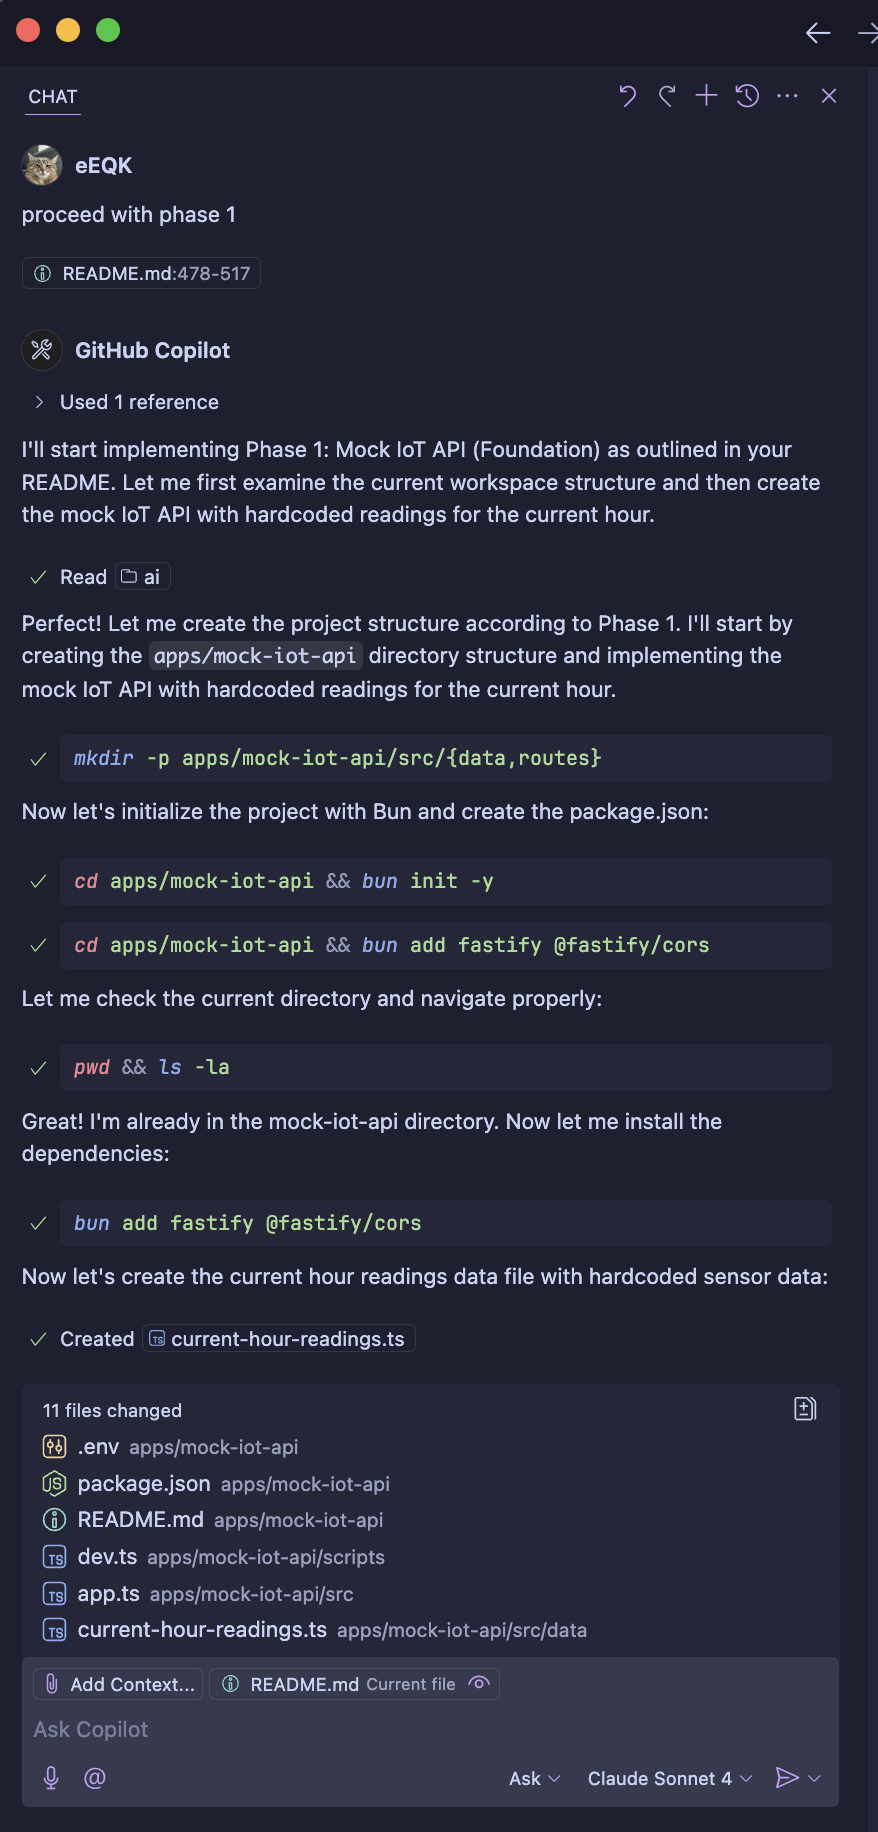 CHAT
eEQK
proceed with phase 1
README.md:478-517
GitHub Copilot
Used 1 reference
I'll start implementing Phase 1: Mock IoT API (Foundation) as outlined in your
README. Let me first examine the current workspace structure and then create
the mock IoT API with hardcoded readings for the current hour.
Read ai
Perfect! Let me create the project structure according to Phase 1. I'll start by
creating the apps/mock-iot-api directory structure and implementing the
mock IoT API with hardcoded readings for the current hour.
mkdir -p apps/mock-iot-api/src/{data,routes}
Now let's initialize the project with Bun and create the package.json:
cd apps/mock-iot-api && bun init -y
cd apps/mock-iot-api && bun add fastify @fastify/cors
Let me check the current directory and navigate properly:
pwd && ls -la
Great! I'm already in the mock-iot-api directory. Now let me install the
dependencies:
bun add fastify @fastify/cors
Now let's create the current hour readings data file with hardcoded sensor data:
Created TS current-hour-readings.ts
11 files changed
.env apps/mock-iot-api
JS package.json apps/mock-iot-api
README.md apps/mock-iot-api
TS dev.ts apps/mock-iot-api/scripts
TS app.ts apps/mock-iot-api/src
TS current-hour-readings.ts apps/mock-iot-api/src/data
Add Context... README.md Current file
Ask Copilot
@ Ask Claude Sonnet 4